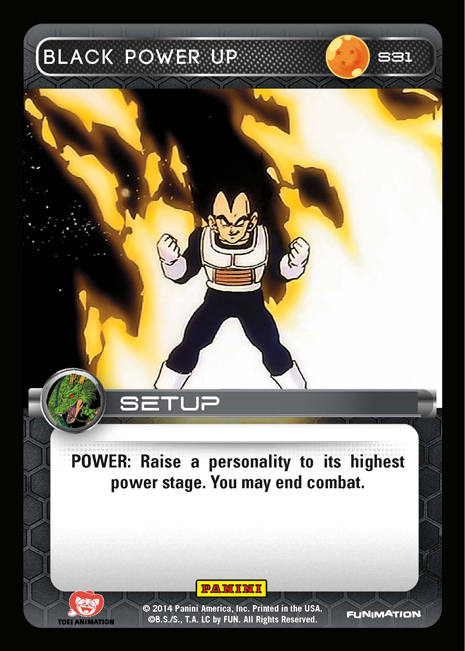 BLACK POWER UP S31
SETUP
POWER: Raise a personality to its highest
power stage. You may end combat.
PANINI
© 2014 Panini America, Inc. Printed in the USA.
©B.S./S., T.A. LC by FUN. All Rights Reserved.
TOEI ANIMATION
FUNiMATION